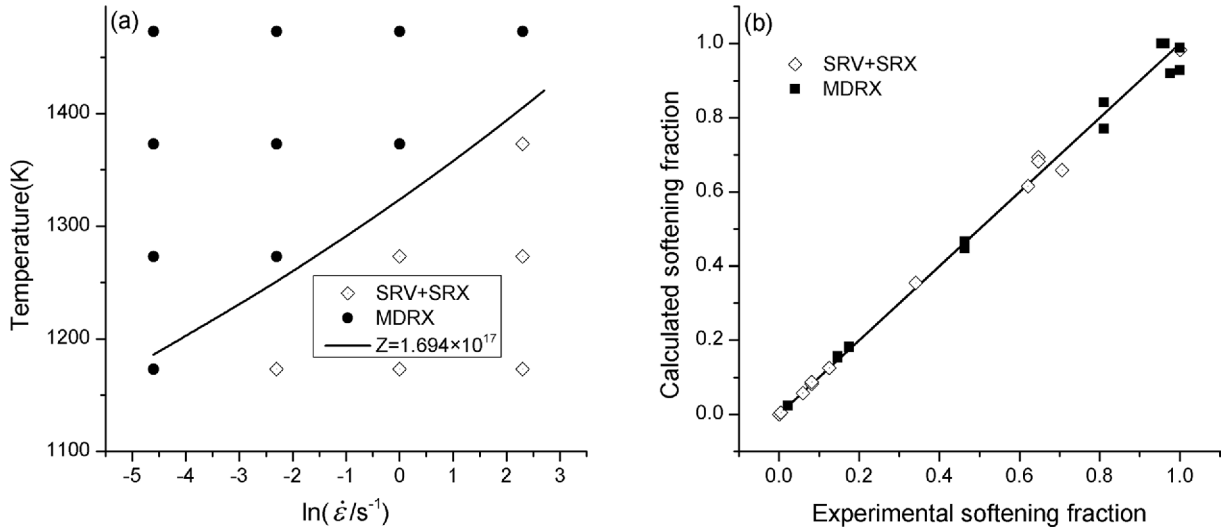 (a)
1400
1300
1200
1100
Temperature(K)
-5 -4 -3 -2 -1 0 1 2 3
ln(ε̇/s⁻¹)
SRV+SRX
MDRX
Z=1.694×10¹⁷
(b)
SRV+SRX
MDRX
1.0
0.8
0.6
0.4
0.2
0.0
Calculated softening fraction
0.0 0.2 0.4 0.6 0.8 1.0
Experimental softening fraction